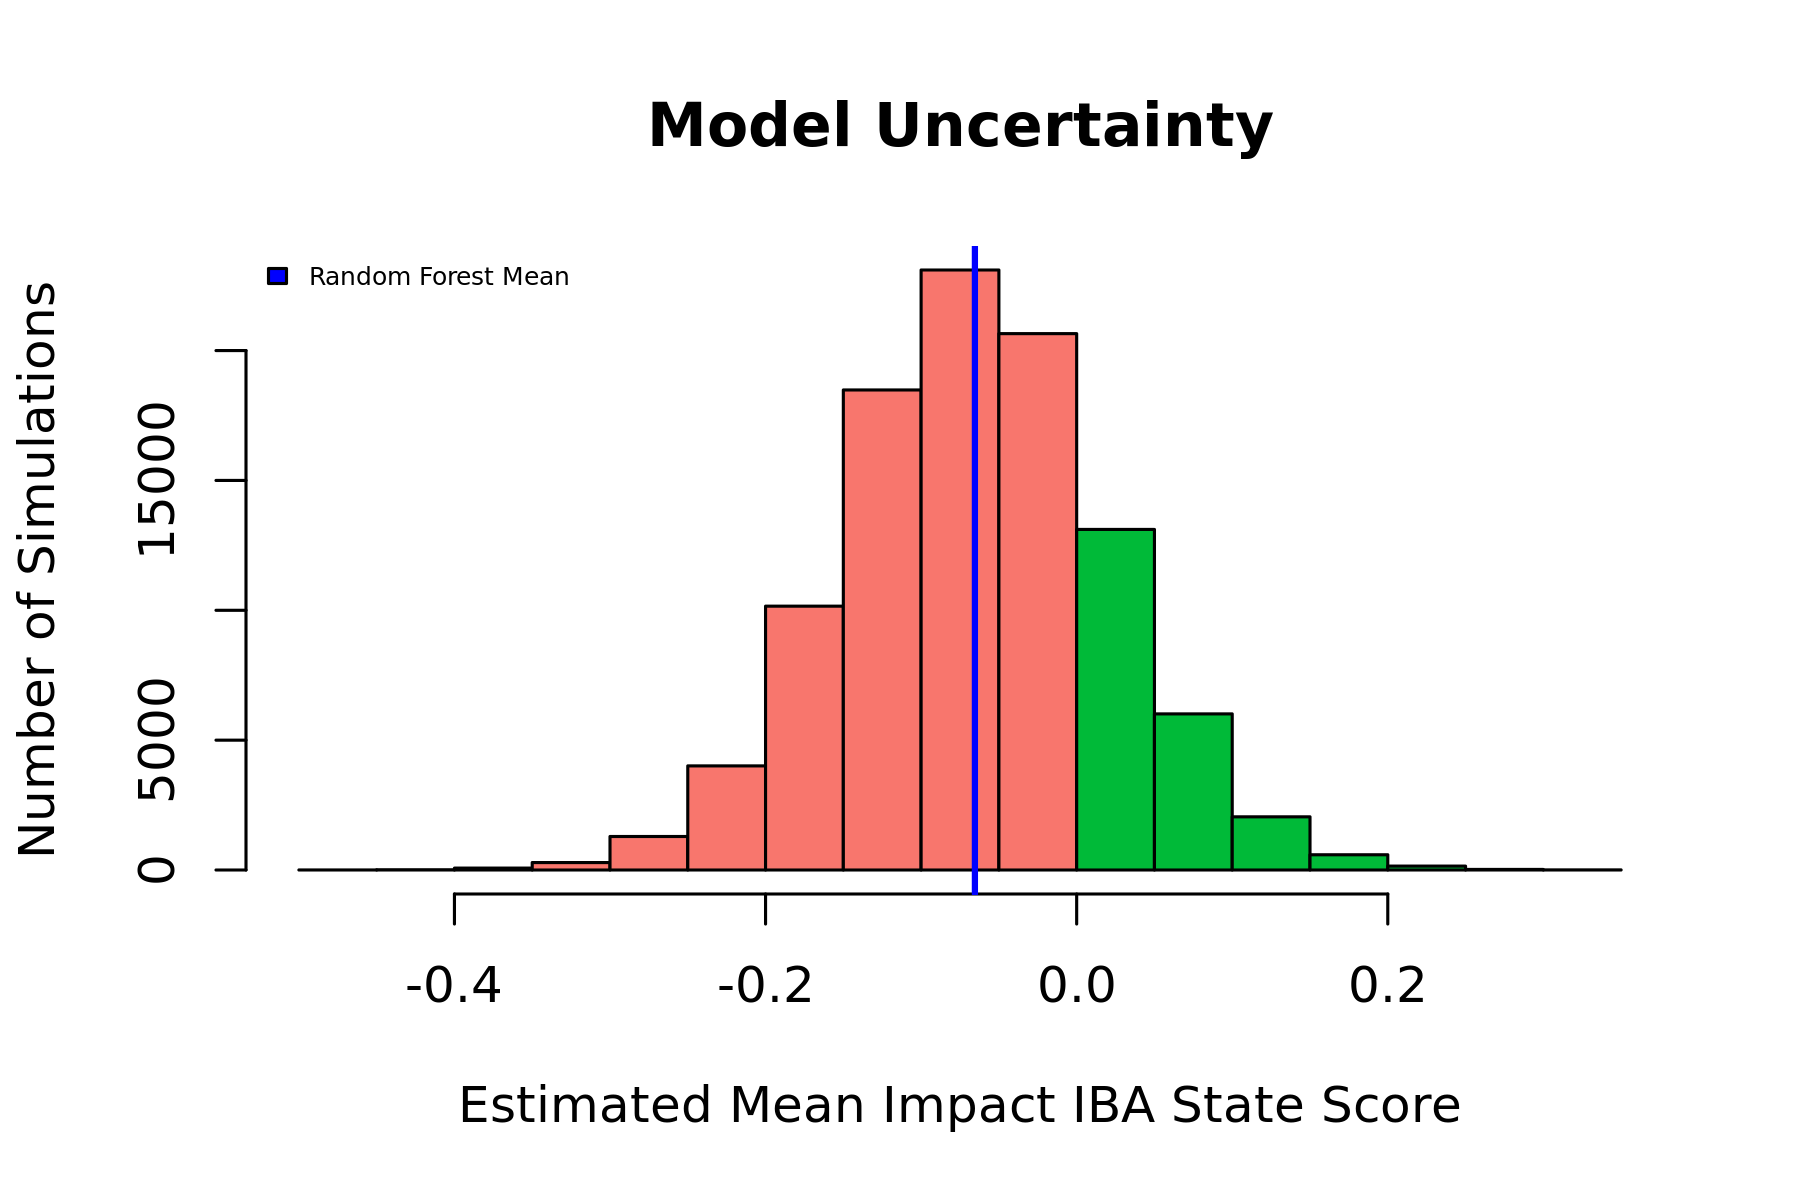 Model Uncertainty
Random Forest Mean
Number of Simulations
15000
5000
0
-0.4
-0.2
0.0
0.2
Estimated Mean Impact IBA State Score